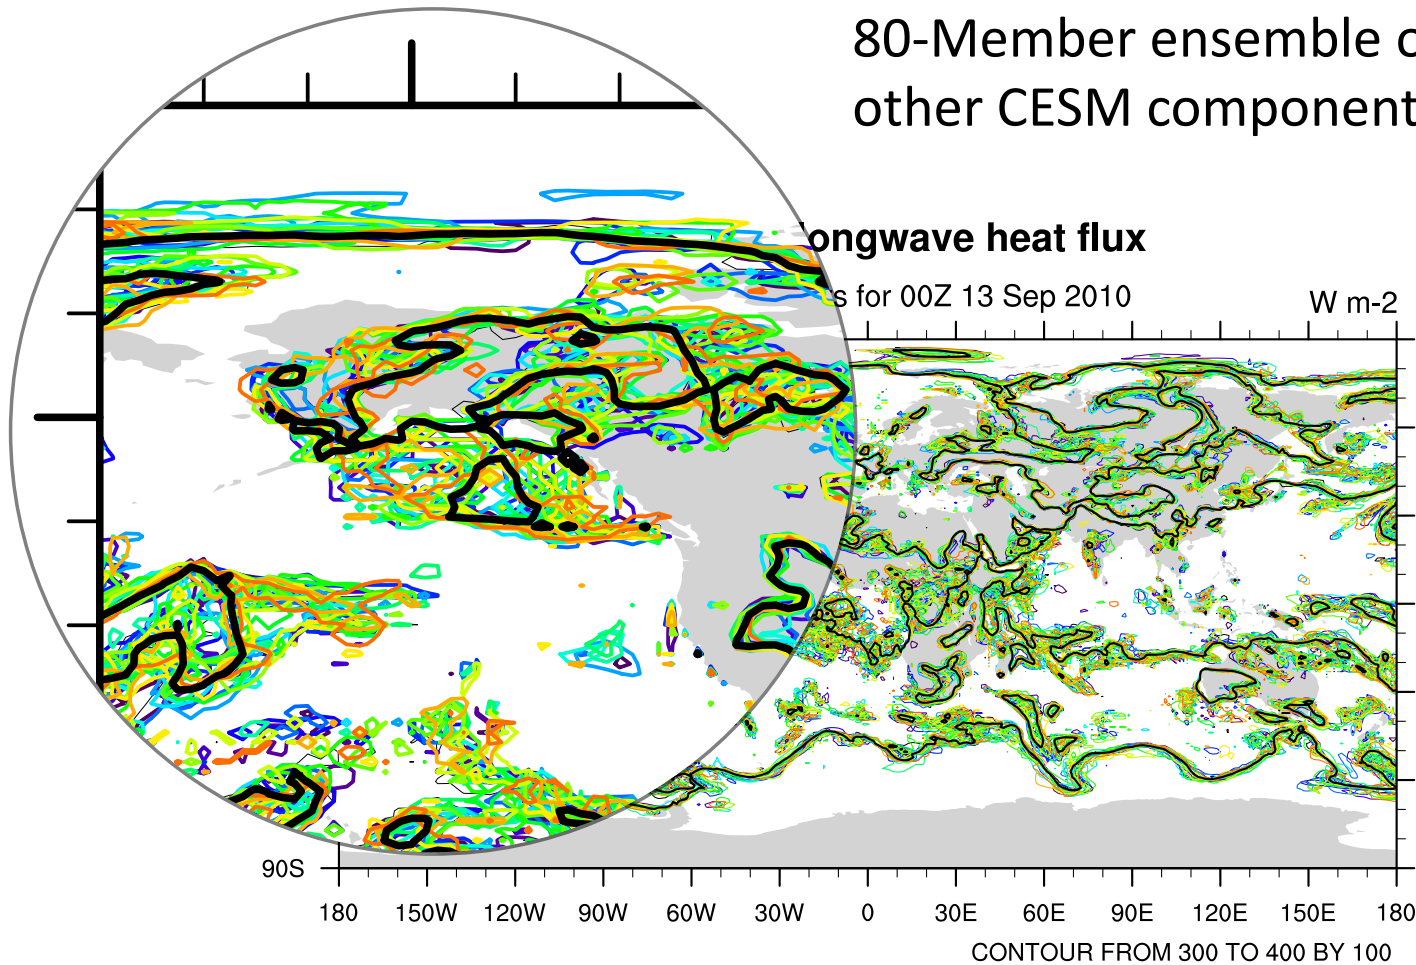 80-Member ensemble
other CESM component
ongwave heat flux
s for 00Z 13 Sep 2010
W m-2
90S
180 150W 120W 90W 60W 30W 0 30E 60E 90E 120E 150E 180
CONTOUR FROM 300 TO 400 BY 100